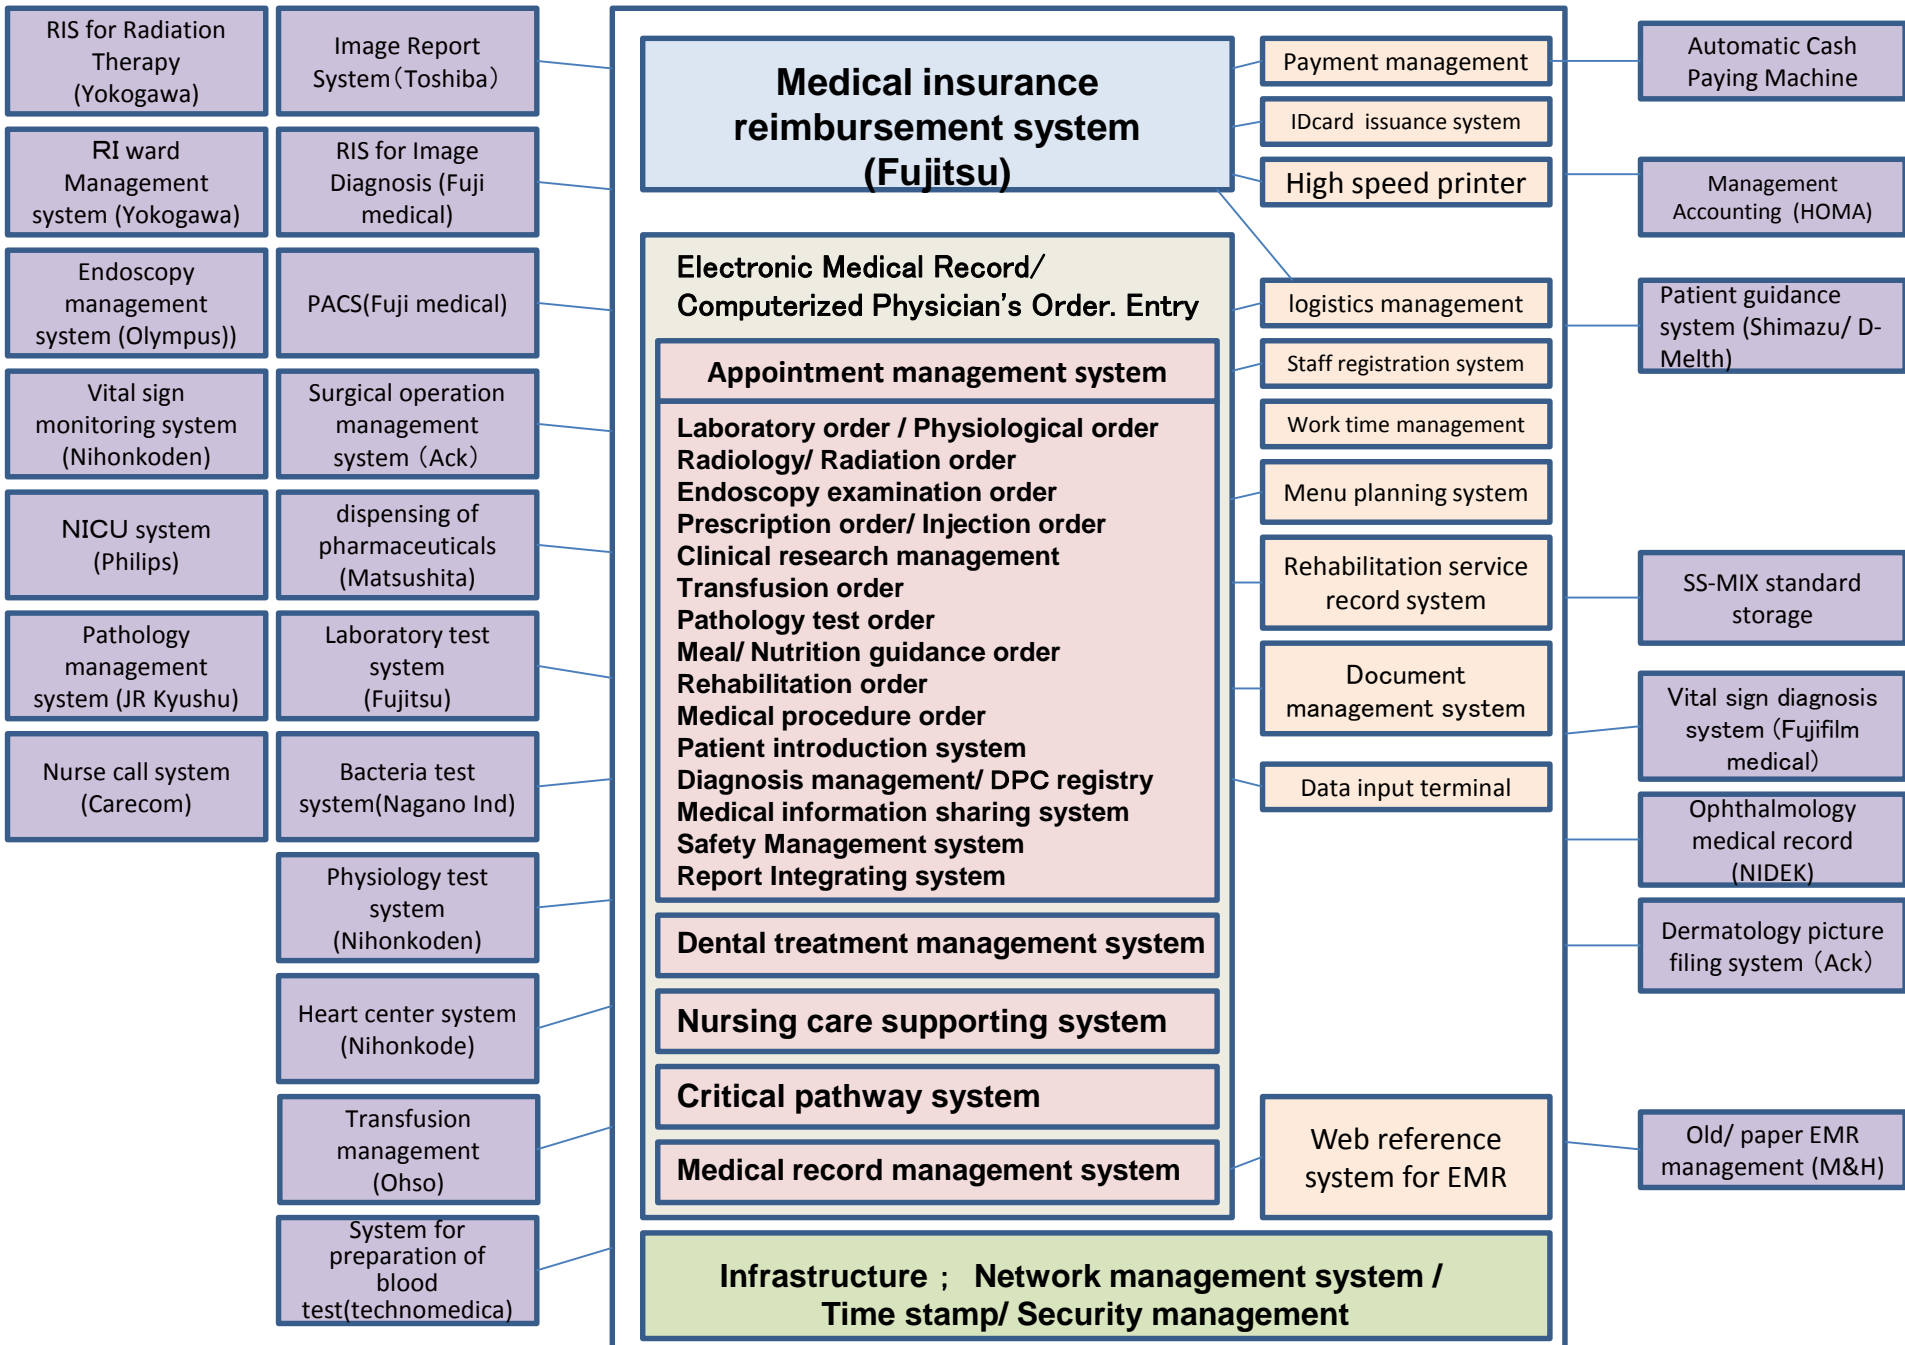 RIS for Radiation
Therapy
(Yokogawa)
RI ward
Management
system (Yokogawa)
Endoscopy
management
system (Olympus))
Vital sign
monitoring system
(Nihonkoden)
NICU system
(Philips)
Pathology
management
system (JR Kyushu)
Nurse call system
(Carecom)
Image Report
System（Toshiba）
RIS for Image
Diagnosis (Fuji
medical)
PACS(Fuji medical)
Surgical operation
management
system（Ack）
dispensing of
pharmaceuticals
(Matsushita)
Laboratory test
system
(Fujitsu)
Bacteria test
system(Nagano Ind)
Physiology test
system
(Nihonkoden)
Heart center system
(Nihonkode)
Transfusion
management
(Ohso)
System for
preparation of
blood
test(technomedica)
Medical insurance
reimbursement system
(Fujitsu)
Electronic Medical Record/
Computerized Physician's Order. Entry
Appointment management system
Laboratory order / Physiological order
Radiology/ Radiation order
Endoscopy examination order
Prescription order/ Injection order
Clinical research management
Transfusion order
Pathology test order
Meal/ Nutrition guidance order
Rehabilitation order
Medical procedure order
Patient introduction system
Diagnosis management/ DPC registry
Medical information sharing system
Safety Management system
Report Integrating system
Dental treatment management system
Nursing care supporting system
Critical pathway system
Medical record management system
Infrastructure ； Network management system /
Time stamp/ Security management
Payment management
IDcard issuance system
High speed printer
logistics management
Staff registration system
Work time management
Menu planning system
Rehabilitation service
record system
Document
management system
Data input terminal
Web reference
system for EMR
Automatic Cash
Paying Machine
Management
Accounting (HOMA)
Patient guidance
system (Shimazu/ D-
Melth)
SS-MIX standard
storage
Vital sign diagnosis
system（Fujifilm
medical）
Ophthalmology
medical record
(NIDEK)
Dermatology picture
filing system（Ack）
Old/ paper EMR
management (M&H)